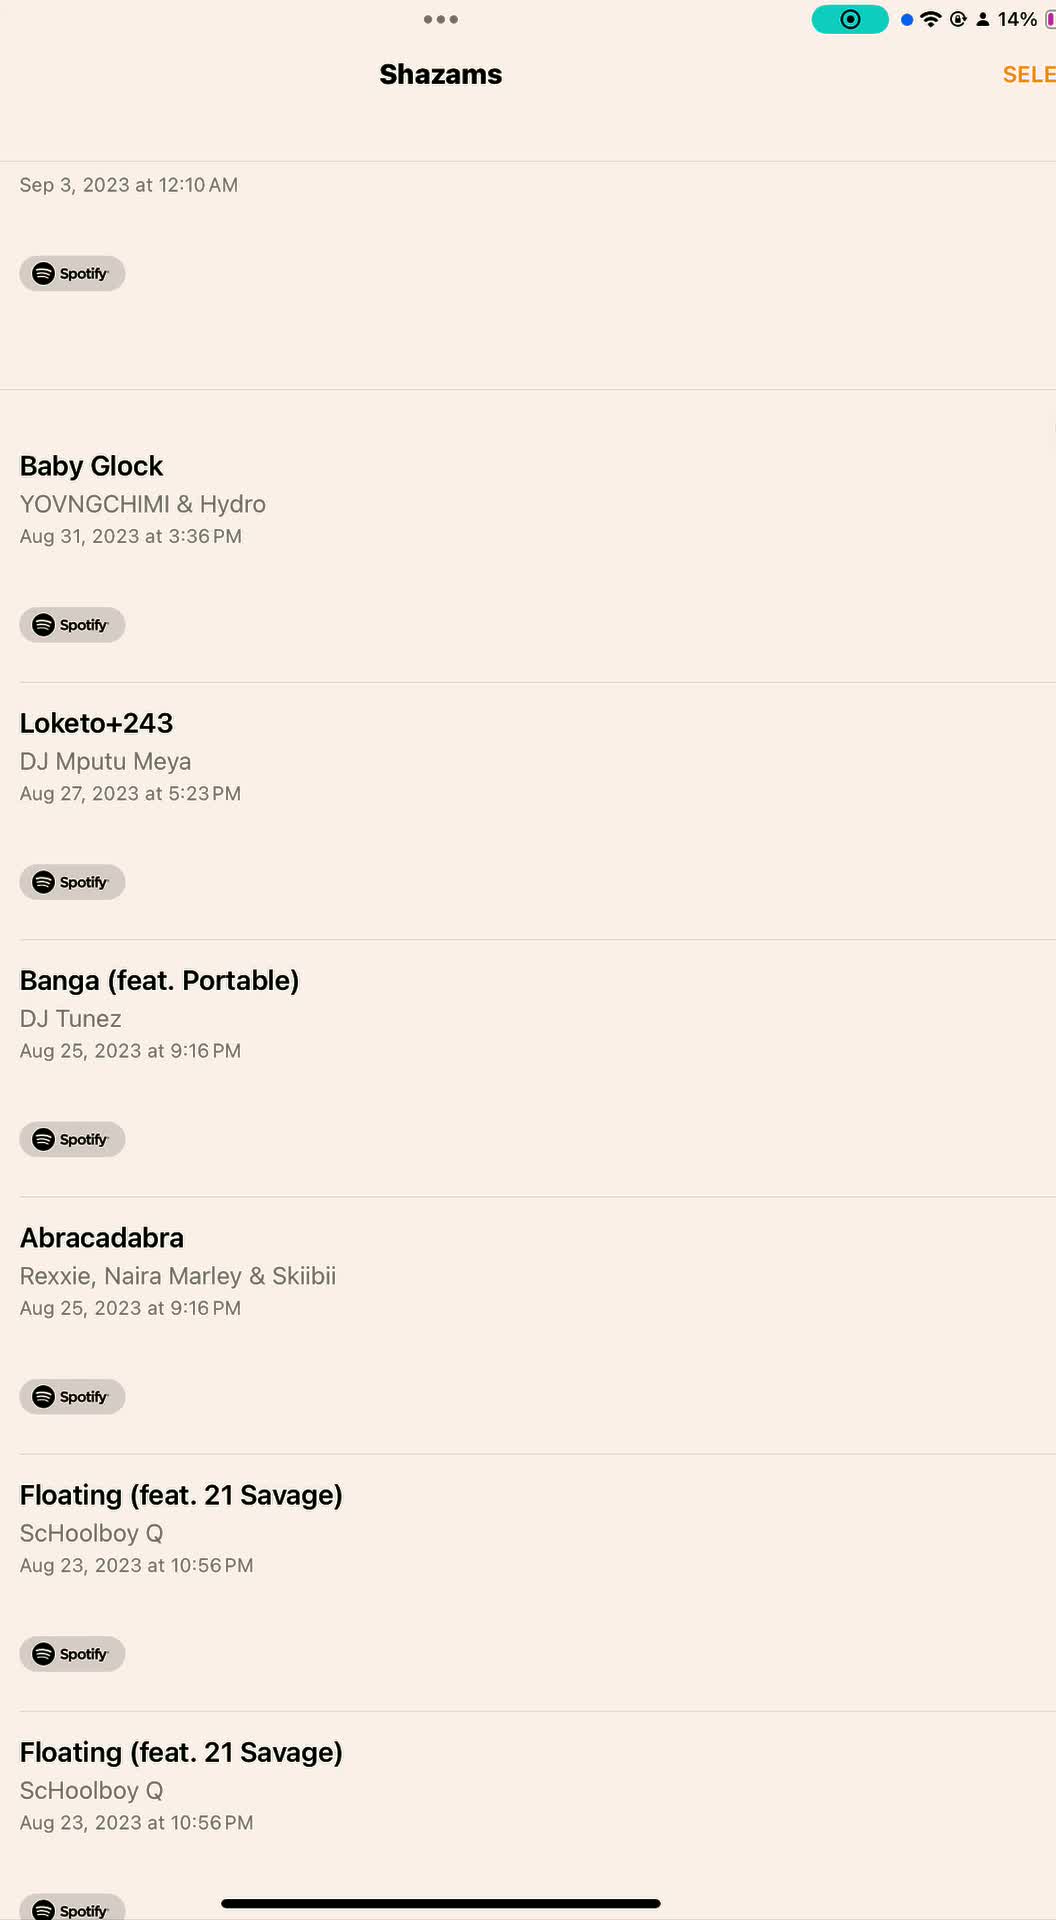 14%
Shazams
Sep 3, 2023 at 12:10 AM
Spotify
Baby Glock
YOVNGCHIMI & Hydro
Aug 31, 2023 at 3:36 PM
Spotify
Loketo+243
DJ Mputu Meya
Aug 27, 2023 at 5:23 PM
Spotify
Banga (feat. Portable)
DJ Tunez
Aug 25, 2023 at 9:16 PM
Spotify
Abracadabra
Rexxie, Naira Marley & Skiibii
Aug 25, 2023 at 9:16 PM
Spotify
Floating (feat. 21 Savage)
ScHoolboy Q
Aug 23, 2023 at 10:56 PM
Spotify
Floating (feat. 21 Savage)
ScHoolboy Q
Aug 23, 2023 at 10:56 PM
Spotify